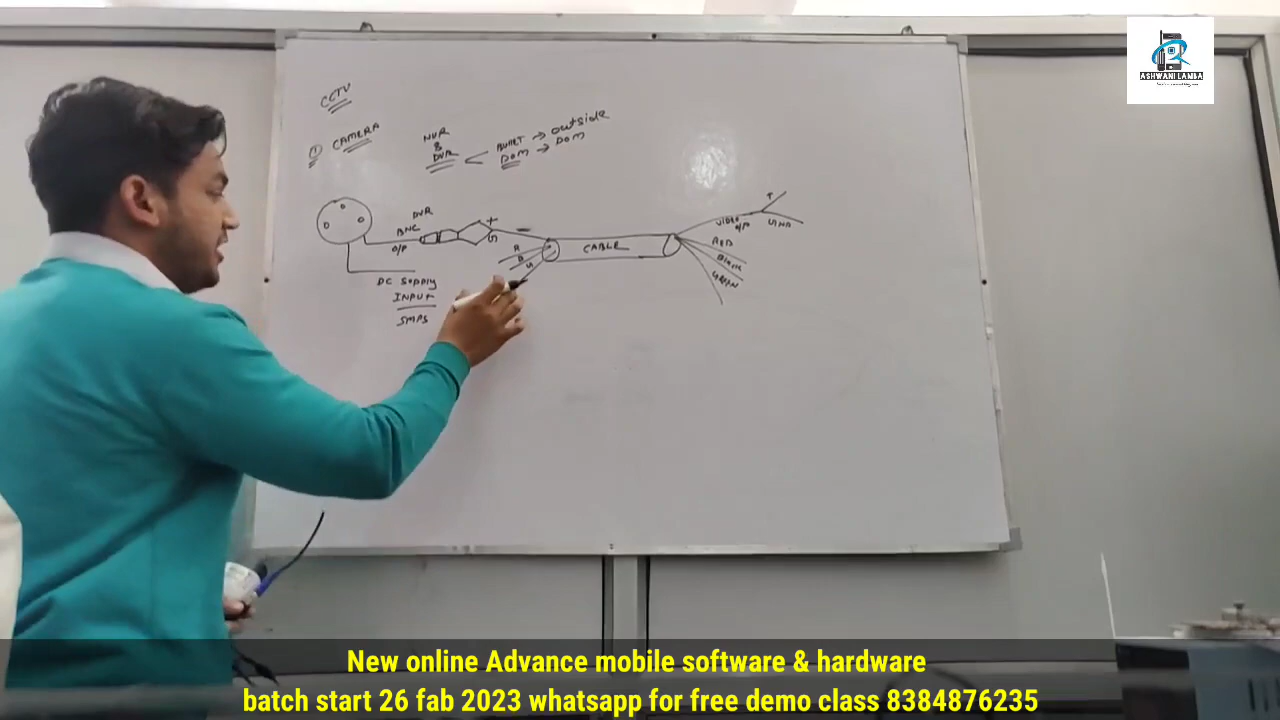 ASHWANI LAMBA
CCTV
① CAMERA
NVR
&
DVR
BULLET → outside
DOM → DOM
DVR
BNC
O/P
DC Supply
INPUT
SMPS
+
G
R
B
G
CABLE
VIDEO
O/P
+
RED
Black
Green
New online Advance mobile software & hardware
batch start 26 fab 2023 whatsapp for free demo class 8384876235